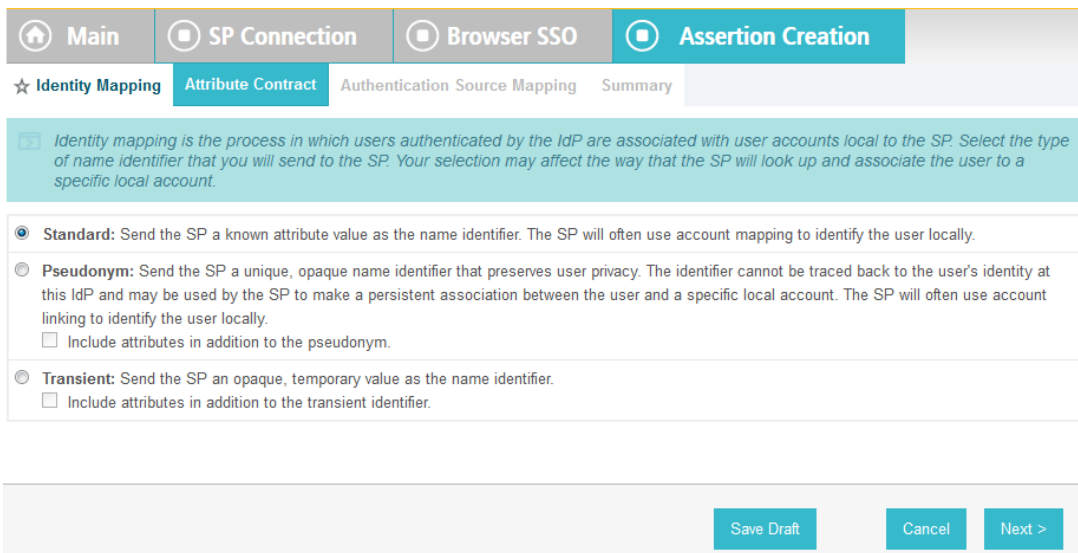 Main SP Connection Browser SSO Assertion Creation
Identity Mapping Attribute Contract Authentication Source Mapping Summary
Identity mapping is the process in which users authenticated by the IdP are associated with user accounts local to the SP. Select the type
of name identifier that you will send to the SP. Your selection may affect the way that the SP will look up and associate the user to a
specific local account.
Standard: Send the SP a known attribute value as the name identifier. The SP will often use account mapping to identify the user locally.
Pseudonym: Send the SP a unique, opaque name identifier that preserves user privacy. The identifier cannot be traced back to the user's identity at
this IdP and may be used by the SP to make a persistent association between the user and a specific local account. The SP will often use account
linking to identify the user locally.
Include attributes in addition to the pseudonym.
Transient: Send the SP an opaque, temporary value as the name identifier.
Include attributes in addition to the transient identifier.
Save Draft Cancel Next >